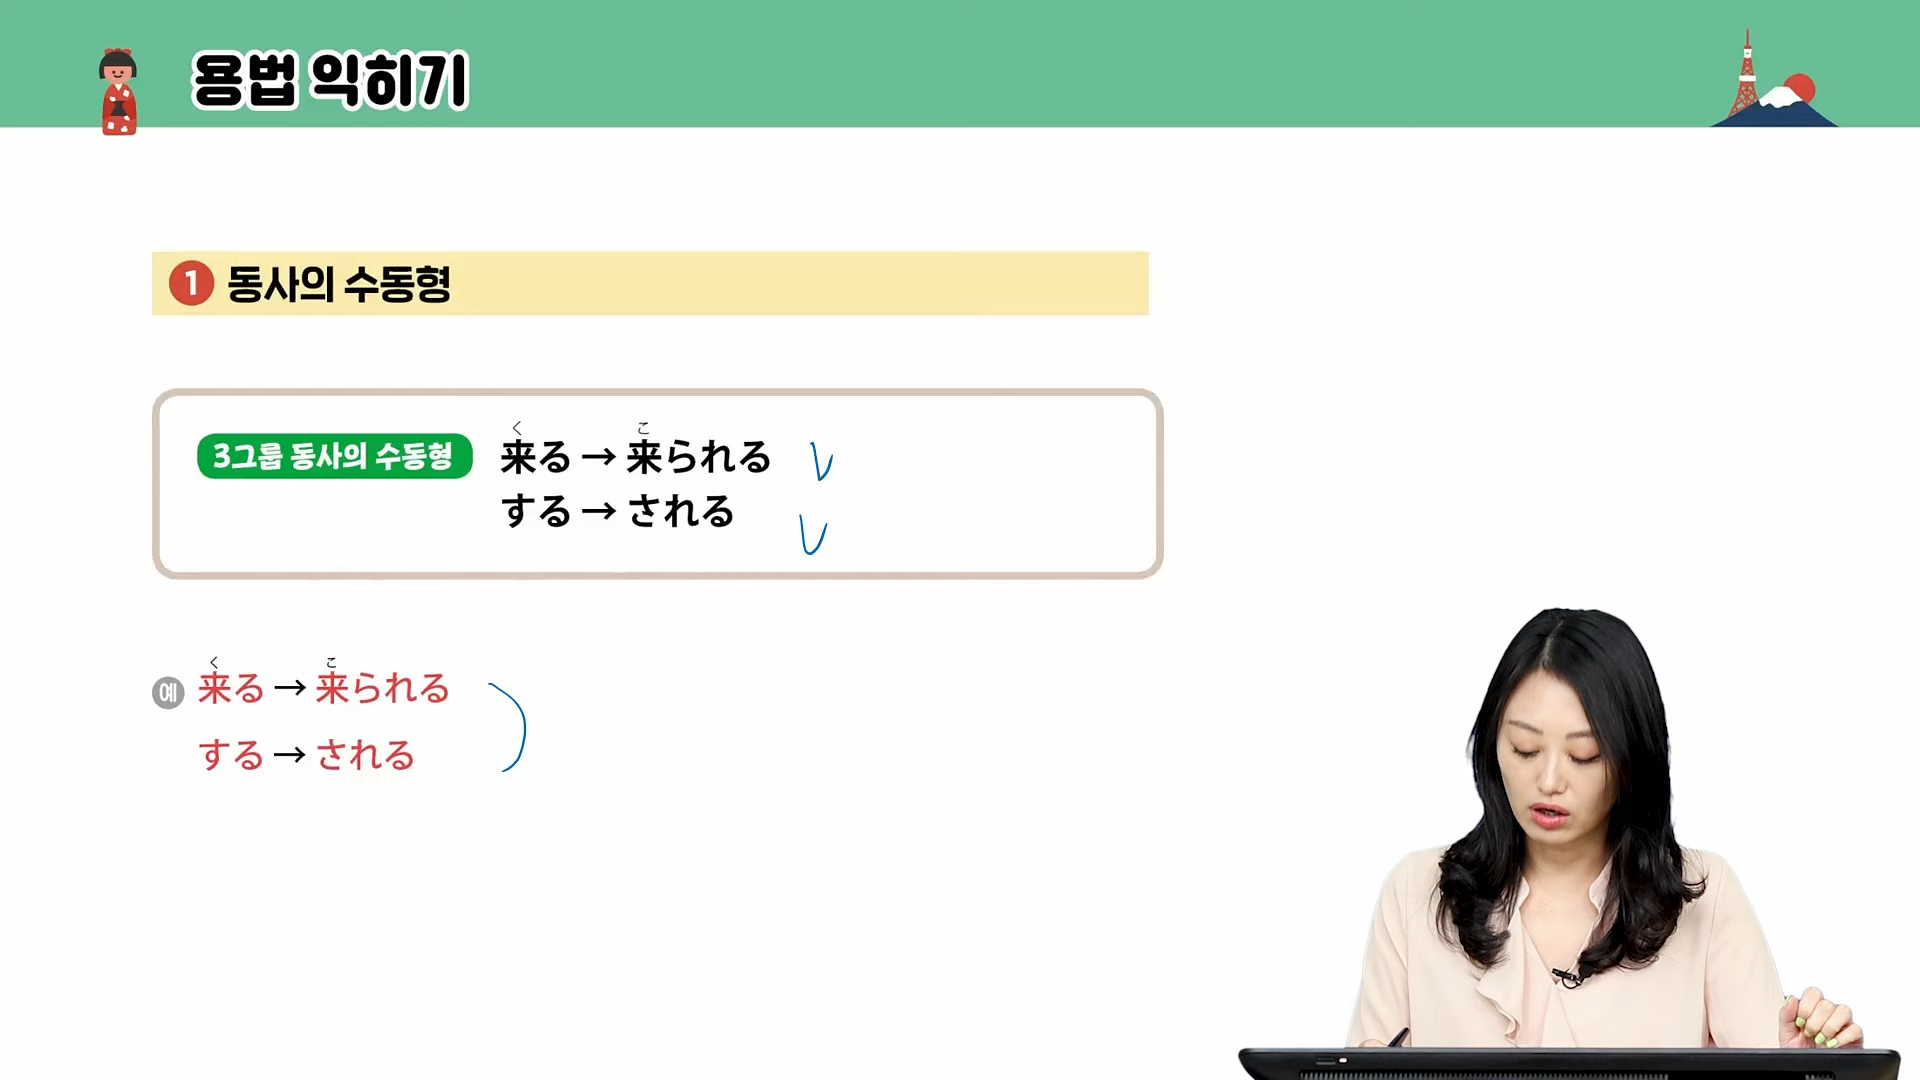 용법 익히기
1 동사의 수동형
く こ
3그룹 동사의 수동형 来る → 来られる
する → される
く こ
예 来る → 来られる
する → される